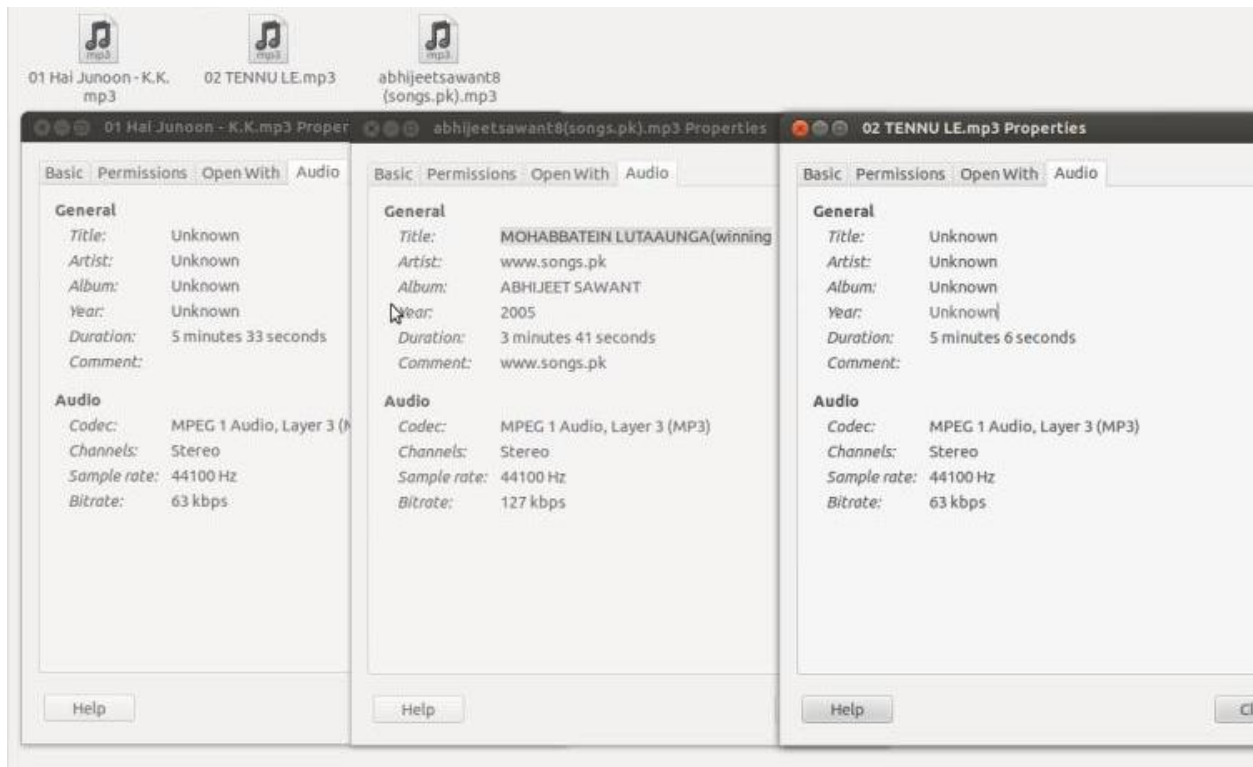 mp3
mp3
mp3
01 Hai Junoon - K.K.
mp3
02 TENNU LE.mp3
abhijeetsawant8
(songs.pk).mp3
01 Hai Junoon - K.K.mp3 Proper
Basic Permissions Open With Audio
General
Title: Unknown
Artist: Unknown
Album: Unknown
Year: Unknown
Duration: 5 minutes 33 seconds
Comment:
Audio
Codec: MPEG 1 Audio, Layer 3 (M
Channels: Stereo
Sample rate: 44100 Hz
Bitrate: 63 kbps
Help
abhijeetsawant8(songs.pk).mp3 Properties
Basic Permissions Open With Audio
General
Title: MOHABBATEIN LUTAAUNGA(winning
Artist: www.songs.pk
Album: ABHIJEET SAWANT
Year: 2005
Duration: 3 minutes 41 seconds
Comment: www.songs.pk
Audio
Codec: MPEG 1 Audio, Layer 3 (MP3)
Channels: Stereo
Sample rate: 44100 Hz
Bitrate: 127 kbps
Help
02 TENNU LE.mp3 Properties
Basic Permissions Open With Audio
General
Title: Unknown
Artist: Unknown
Album: Unknown
Year: Unknown
Duration: 5 minutes 6 seconds
Comment:
Audio
Codec: MPEG 1 Audio, Layer 3 (MP3)
Channels: Stereo
Sample rate: 44100 Hz
Bitrate: 63 kbps
Help
Cl